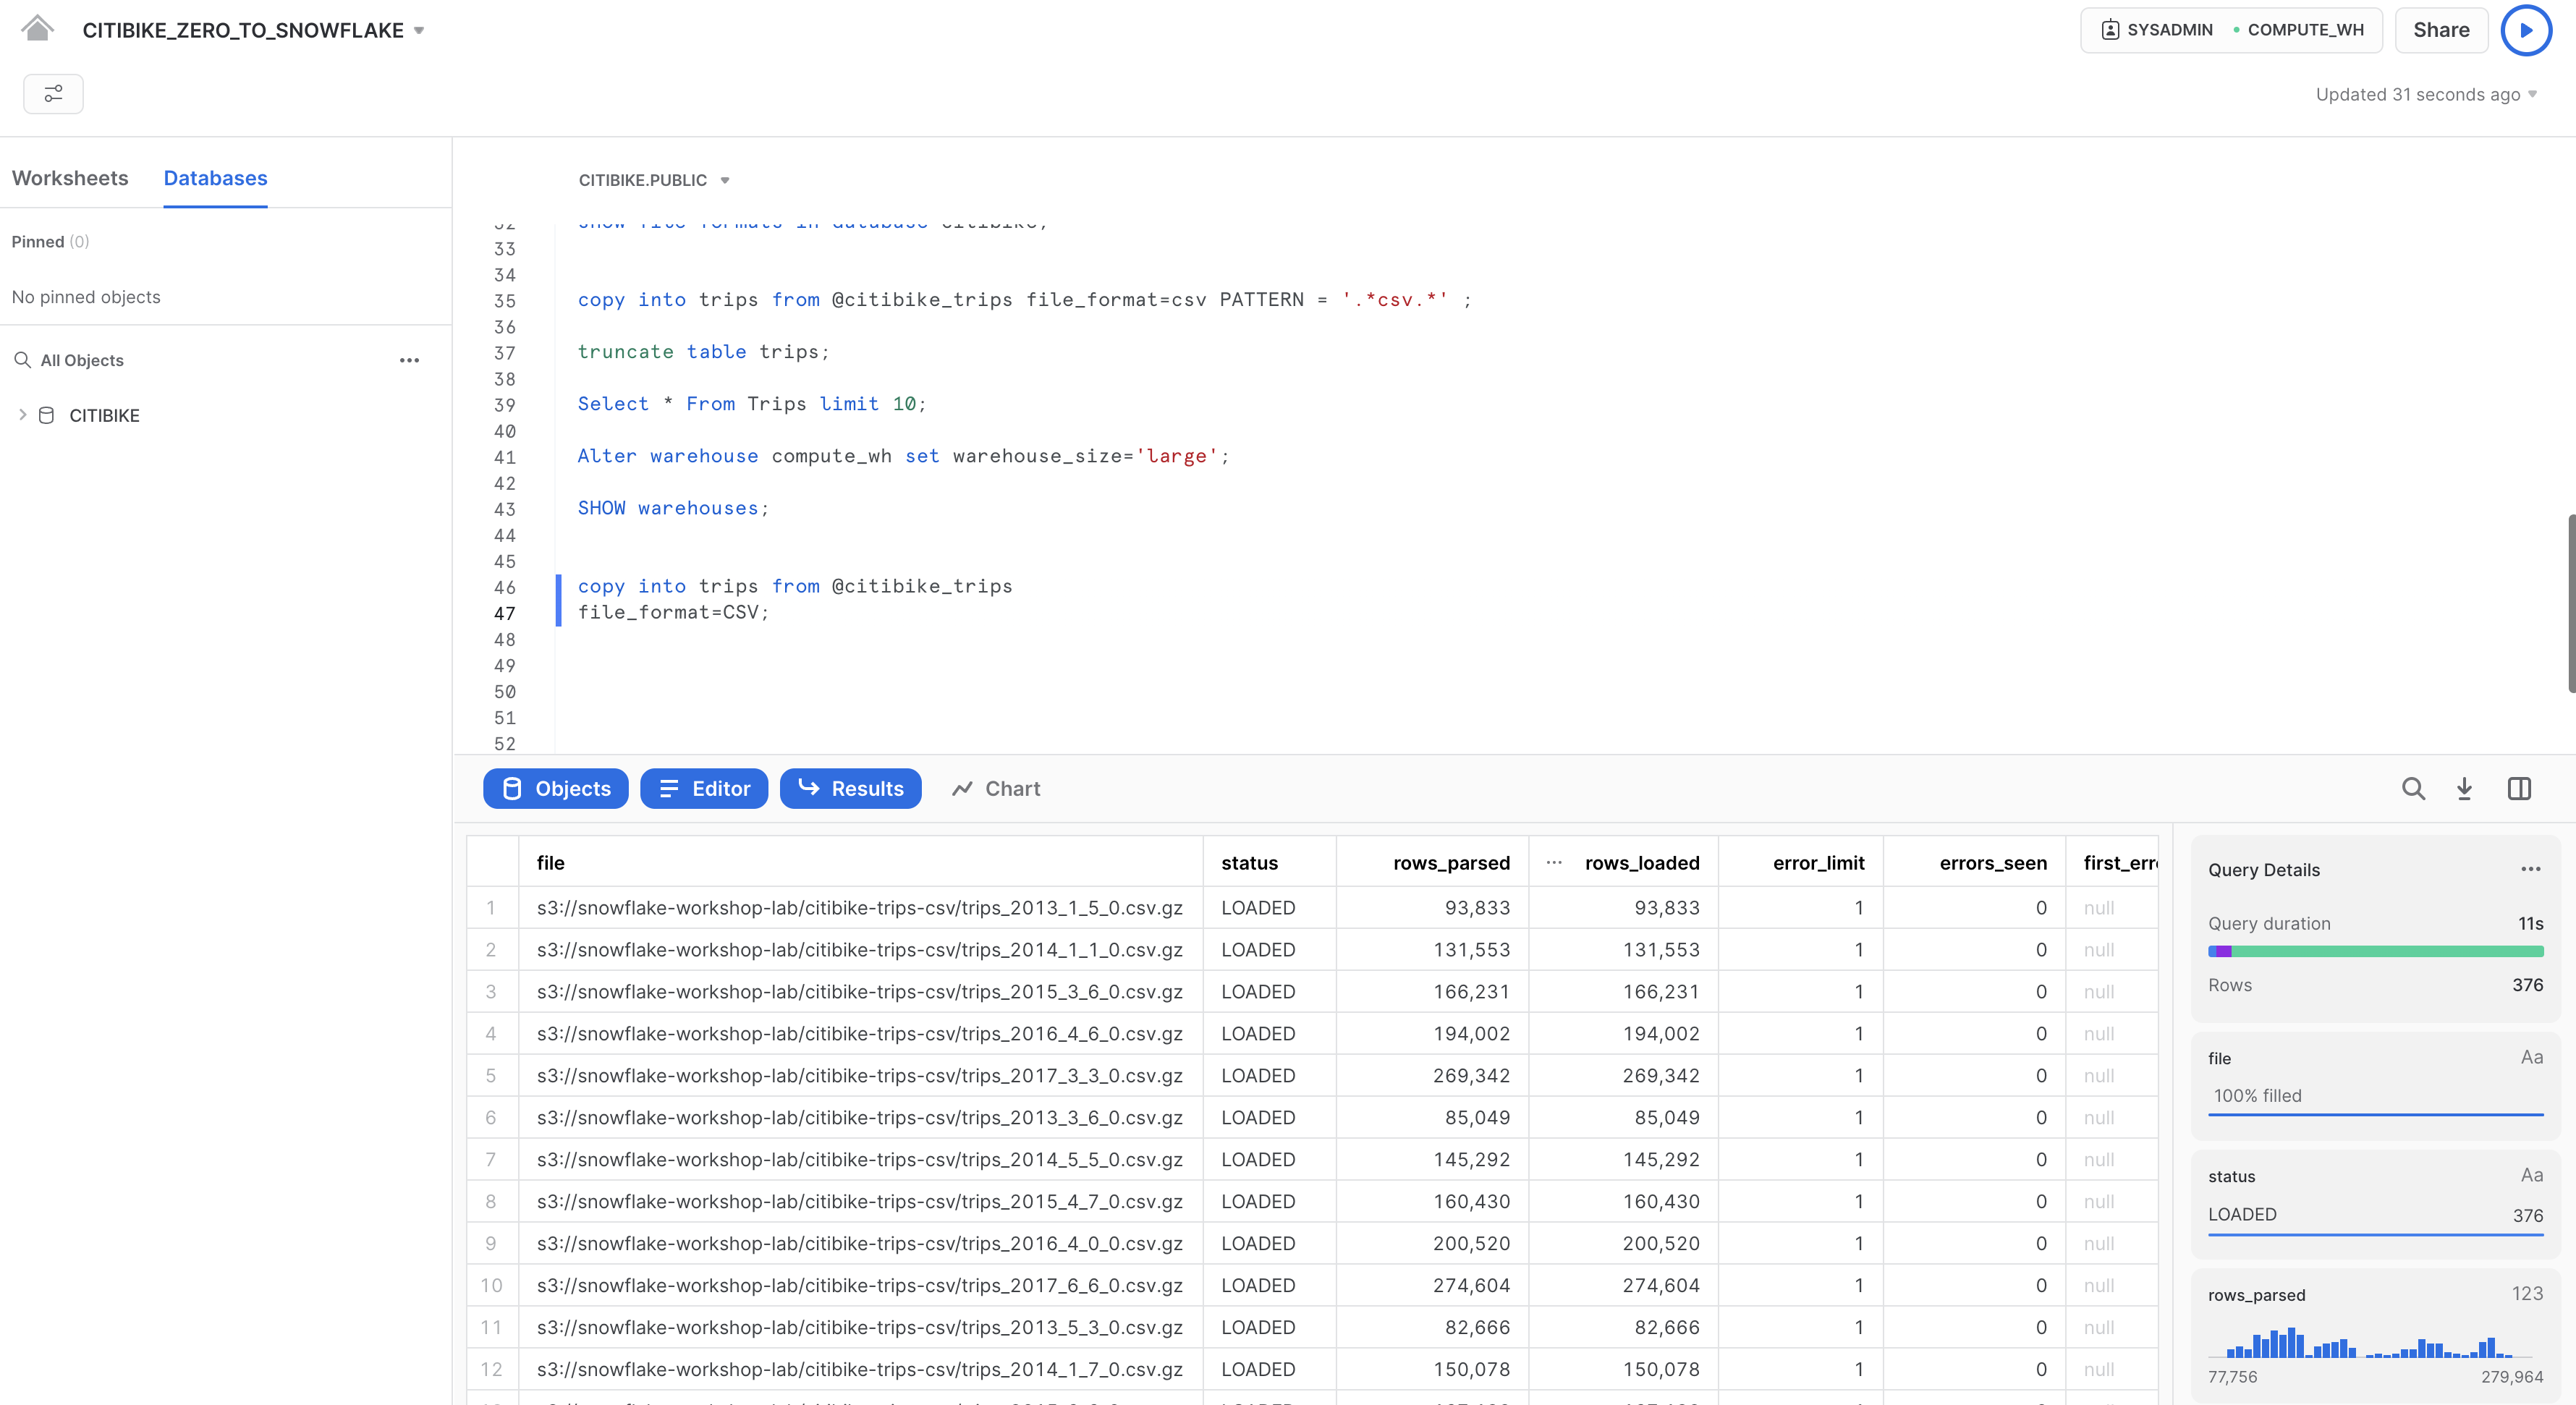 CITIBIKE_ZERO_TO_SNOWFLAKE
SYSADMIN COMPUTE_WH
Share
Updated 31 seconds ago
Worksheets Databases
Pinned (0)
No pinned objects
All Objects
CITIBIKE
CITIBIKE.PUBLIC
32 show file formats in database citibike;
33
34
35 copy into trips from @citibike_trips file_format=csv PATTERN = '.*csv.*' ;
36
37 truncate table trips;
38
39 Select * From Trips limit 10;
40
41 Alter warehouse compute_wh set warehouse_size='large';
42
43 SHOW warehouses;
44
45
46 copy into trips from @citibike_trips
47 file_format=CSV;
48
49
50
51
52
Objects Editor Results Chart
file status rows_parsed ... rows_loaded error_limit errors_seen first_err
1 s3://snowflake-workshop-lab/citibike-trips-csv/trips_2013_1_5_0.csv.gz LOADED 93,833 93,833 1 0 null
2 s3://snowflake-workshop-lab/citibike-trips-csv/trips_2014_1_1_0.csv.gz LOADED 131,553 131,553 1 0 null
3 s3://snowflake-workshop-lab/citibike-trips-csv/trips_2015_3_6_0.csv.gz LOADED 166,231 166,231 1 0 null
4 s3://snowflake-workshop-lab/citibike-trips-csv/trips_2016_4_6_0.csv.gz LOADED 194,002 194,002 1 0 null
5 s3://snowflake-workshop-lab/citibike-trips-csv/trips_2017_3_3_0.csv.gz LOADED 269,342 269,342 1 0 null
6 s3://snowflake-workshop-lab/citibike-trips-csv/trips_2013_3_6_0.csv.gz LOADED 85,049 85,049 1 0 null
7 s3://snowflake-workshop-lab/citibike-trips-csv/trips_2014_5_5_0.csv.gz LOADED 145,292 145,292 1 0 null
8 s3://snowflake-workshop-lab/citibike-trips-csv/trips_2015_4_7_0.csv.gz LOADED 160,430 160,430 1 0 null
9 s3://snowflake-workshop-lab/citibike-trips-csv/trips_2016_4_0_0.csv.gz LOADED 200,520 200,520 1 0 null
10 s3://snowflake-workshop-lab/citibike-trips-csv/trips_2017_6_6_0.csv.gz LOADED 274,604 274,604 1 0 null
11 s3://snowflake-workshop-lab/citibike-trips-csv/trips_2013_5_3_0.csv.gz LOADED 82,666 82,666 1 0 null
12 s3://snowflake-workshop-lab/citibike-trips-csv/trips_2014_1_7_0.csv.gz LOADED 150,078 150,078 1 0 null
Query Details ...
Query duration 11s
Rows 376
file Aa
100% filled
status Aa
LOADED 376
rows_parsed 123
77,756 279,964